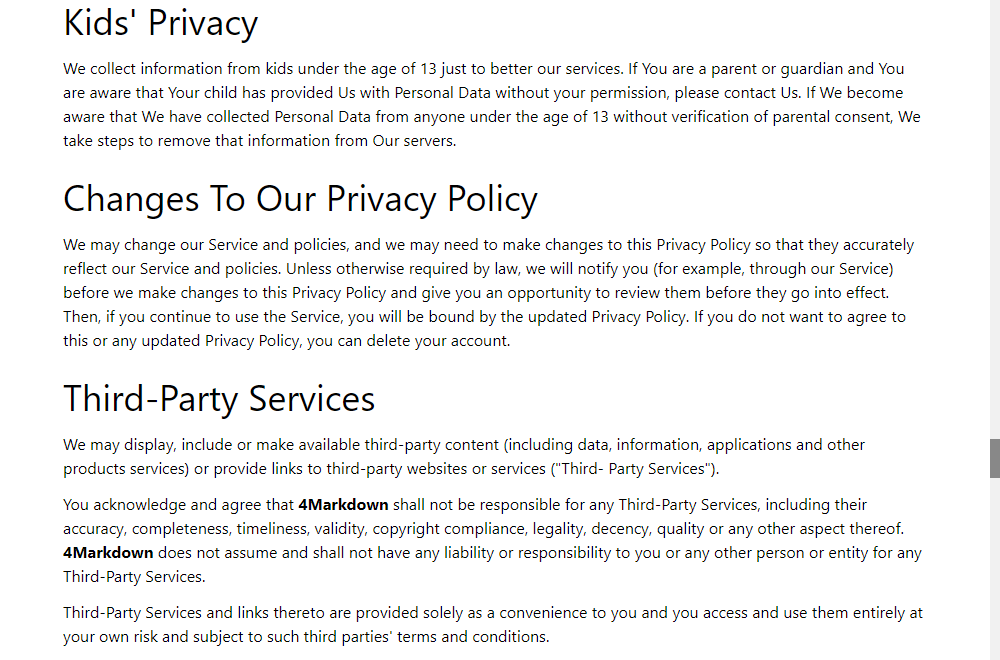 Kids' Privacy
We collect information from kids under the age of 13 just to better our services. If You are a parent or guardian and You
are aware that Your child has provided Us with Personal Data without your permission, please contact Us. If We become
aware that We have collected Personal Data from anyone under the age of 13 without verification of parental consent, We
take steps to remove that information from Our servers.
Changes To Our Privacy Policy
We may change our Service and policies, and we may need to make changes to this Privacy Policy so that they accurately
reflect our Service and policies. Unless otherwise required by law, we will notify you (for example, through our Service)
before we make changes to this Privacy Policy and give you an opportunity to review them before they go into effect.
Then, if you continue to use the Service, you will be bound by the updated Privacy Policy. If you do not want to agree to
this or any updated Privacy Policy, you can delete your account.
Third-Party Services
We may display, include or make available third-party content (including data, information, applications and other
products services) or provide links to third-party websites or services ("Third- Party Services").
You acknowledge and agree that 4Markdown shall not be responsible for any Third-Party Services, including their
accuracy, completeness, timeliness, validity, copyright compliance, legality, decency, quality or any other aspect thereof.
4Markdown does not assume and shall not have any liability or responsibility to you or any other person or entity for any
Third-Party Services.
Third-Party Services and links thereto are provided solely as a convenience to you and you access and use them entirely at
your own risk and subject to such third parties' terms and conditions.